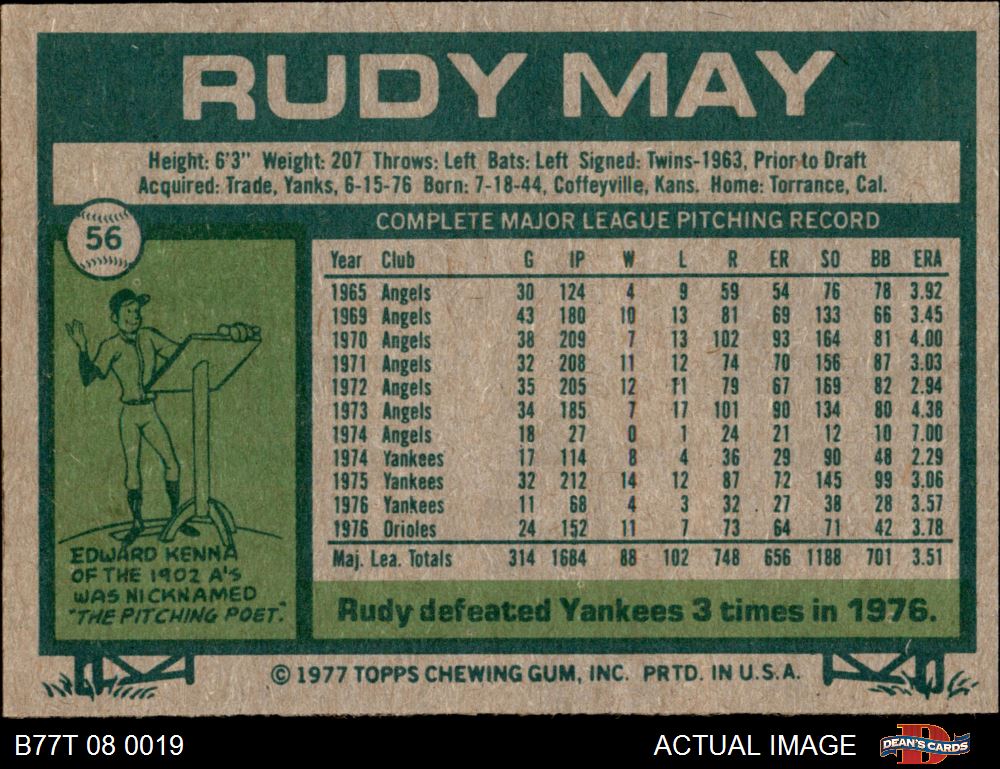 RUDY MAY
Height: 6'3" Weight: 207 Throws: Left Bats: Left Signed: Twins-1963, Prior to Draft
Acquired: Trade, Yanks, 6-15-76 Born: 7-18-44, Coffeyville, Kans. Home: Torrance, Cal.
56
COMPLETE MAJOR LEAGUE PITCHING RECORD
Year Club G IP W L R ER SO BB ERA
1965 Angels 30 124 4 9 59 54 76 78 3.92
1969 Angels 43 180 10 13 81 69 133 66 3.45
1970 Angels 38 209 7 13 102 93 164 81 4.00
1971 Angels 32 208 11 12 74 70 156 87 3.03
1972 Angels 35 205 12 11 79 67 169 82 2.94
1973 Angels 34 185 7 17 101 90 134 80 4.38
1974 Angels 18 27 0 1 24 21 12 10 7.00
1974 Yankees 17 114 8 4 36 29 90 48 2.29
1975 Yankees 32 212 14 12 87 72 145 99 3.06
1976 Yankees 11 68 4 3 32 27 38 28 3.57
1976 Orioles 24 152 11 7 73 64 71 42 3.78
Maj. Lea. Totals 314 1684 88 102 748 656 1188 701 3.51
EDWARD KENNA
OF THE 1902 A's
WAS NICKNAMED
"THE PITCHING POET."
Rudy defeated Yankees 3 times in 1976.
© 1977 TOPPS CHEWING GUM, INC. PRTD. IN U.S.A.
B77T 08 0019
ACTUAL IMAGE
DEAN'S CARDS